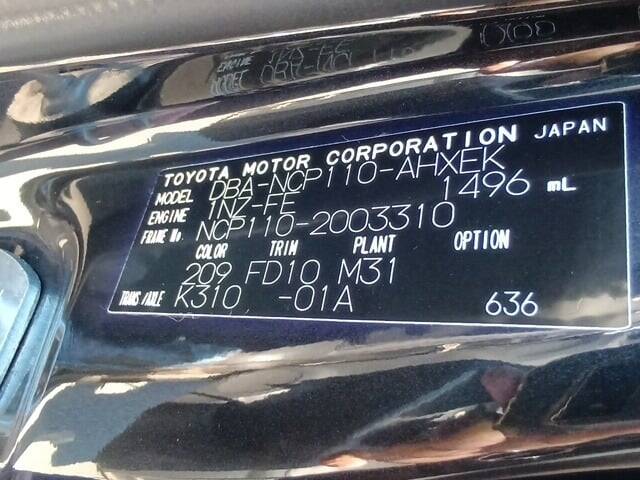 TOYOTA MOTOR CORPORATION JAPAN
MODEL DBA-NCP110-AHXEK
ENGINE 1NZ-FE 1496 mL
FRAME No. NCP110-2003310
COLOR TRIM PLANT OPTION
209 FD10 M31
TRANS/AXLE K310 -01A 636